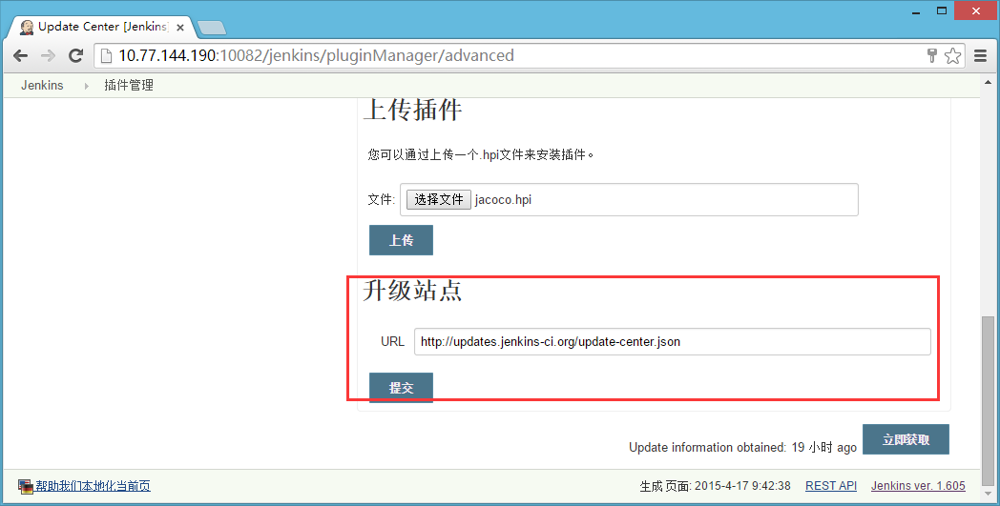 Update Center [Jenkins]
10.77.144.190:10082/jenkins/pluginManager/advanced
Jenkins 插件管理
上传插件
您可以通过上传一个.hpi文件来安装插件。
文件: 选择文件 jacoco.hpi
上传
升级站点
URL http://updates.jenkins-ci.org/update-center.json
提交
Update information obtained: 19 小时 ago 立即获取
帮助我们本地化当前页 生成 页面: 2015-4-17 9:42:38 REST API Jenkins ver. 1.605